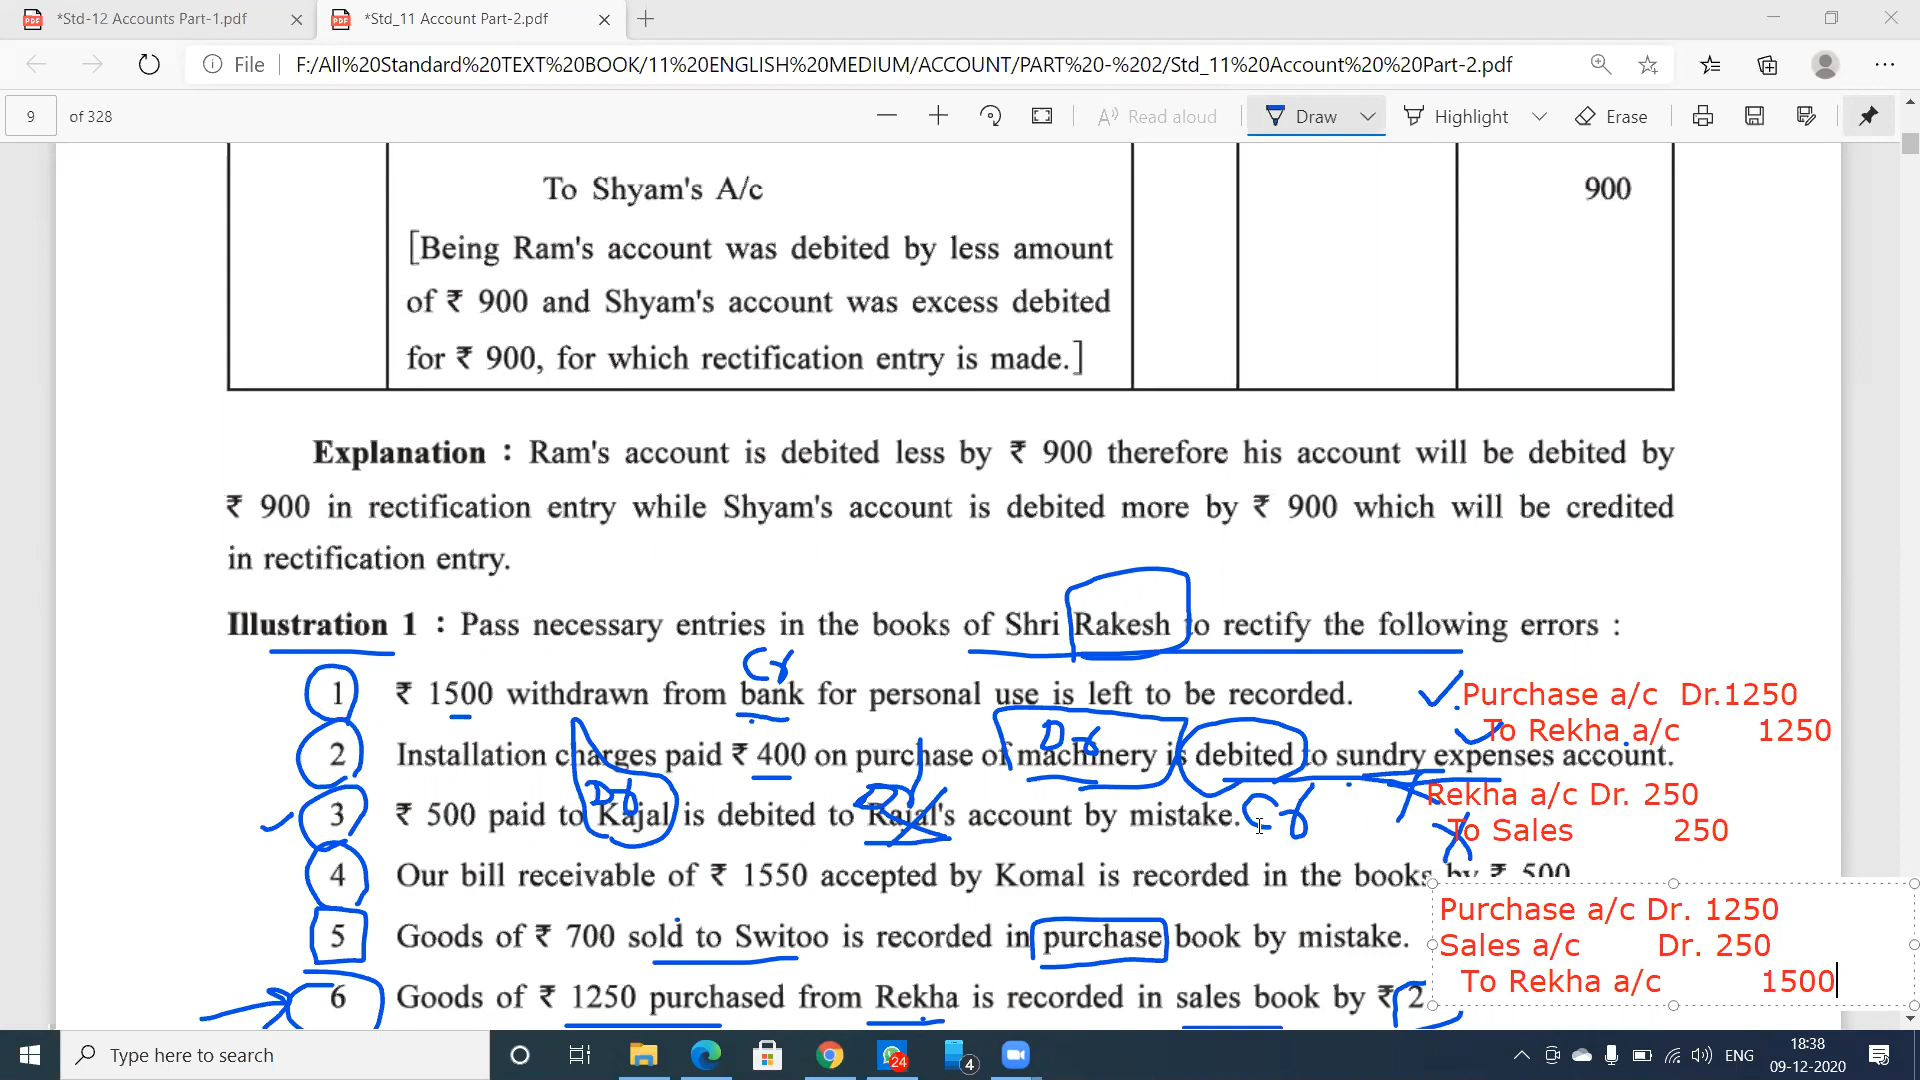 *Std-12 Accounts Part-1.pdf
*Std_11 Account Part-2.pdf
File F:/All%20Standard%20TEXT%20BOOK/11%20ENGLISH%20MEDIUM/ACCOUNT/PART%20-%202/Std_11%20Account%20%20Part-2.pdf
9 of 328 Read aloud Draw Highlight Erase
To Shyam's A/c 900
[Being Ram's account was debited by less amount
of ₹ 900 and Shyam's account was excess debited
for ₹ 900, for which rectification entry is made.]
Explanation : Ram's account is debited less by ₹ 900 therefore his account will be debited by
₹ 900 in rectification entry while Shyam's account is debited more by ₹ 900 which will be credited
in rectification entry.
Illustration 1 : Pass necessary entries in the books of Shri Rakesh to rectify the following errors :
Cr
1 ₹ 1500 withdrawn from bank for personal use is left to be recorded.
Purchase a/c Dr.1250
To Rekha a/c 1250
Dr
2 Installation charges paid ₹ 400 on purchase of machinery is debited to sundry expenses account.
Dr
Rekha a/c Dr. 250
3 ₹ 500 paid to Kajal is debited to Rajal's account by mistake. Cr
To Sales 250
4 Our bill receivable of ₹ 1550 accepted by Komal is recorded in the books by ₹ 500
Purchase a/c Dr. 1250
5 Goods of ₹ 700 sold to Switoo is recorded in purchase book by mistake.
Sales a/c Dr. 250
To Rekha a/c 1500
6 Goods of ₹ 1250 purchased from Rekha is recorded in sales book by ₹ 2
Type here to search
24
4
ENG
18:38
09-12-2020